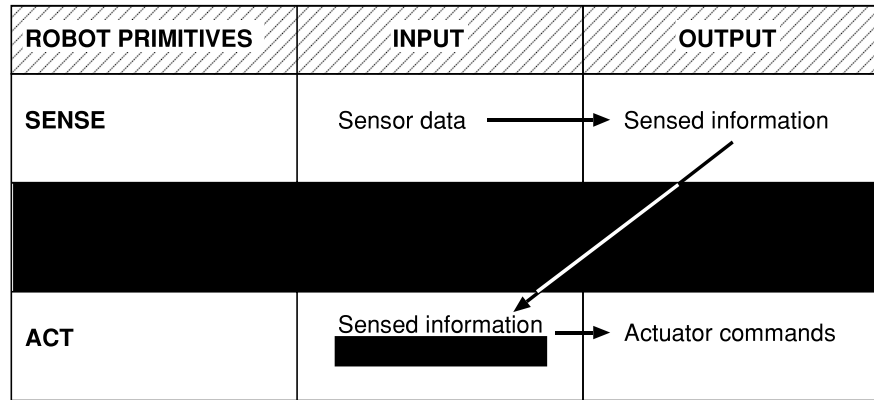 ROBOT PRIMITIVES INPUT OUTPUT
SENSE Sensor data Sensed information
ACT Sensed information Actuator commands